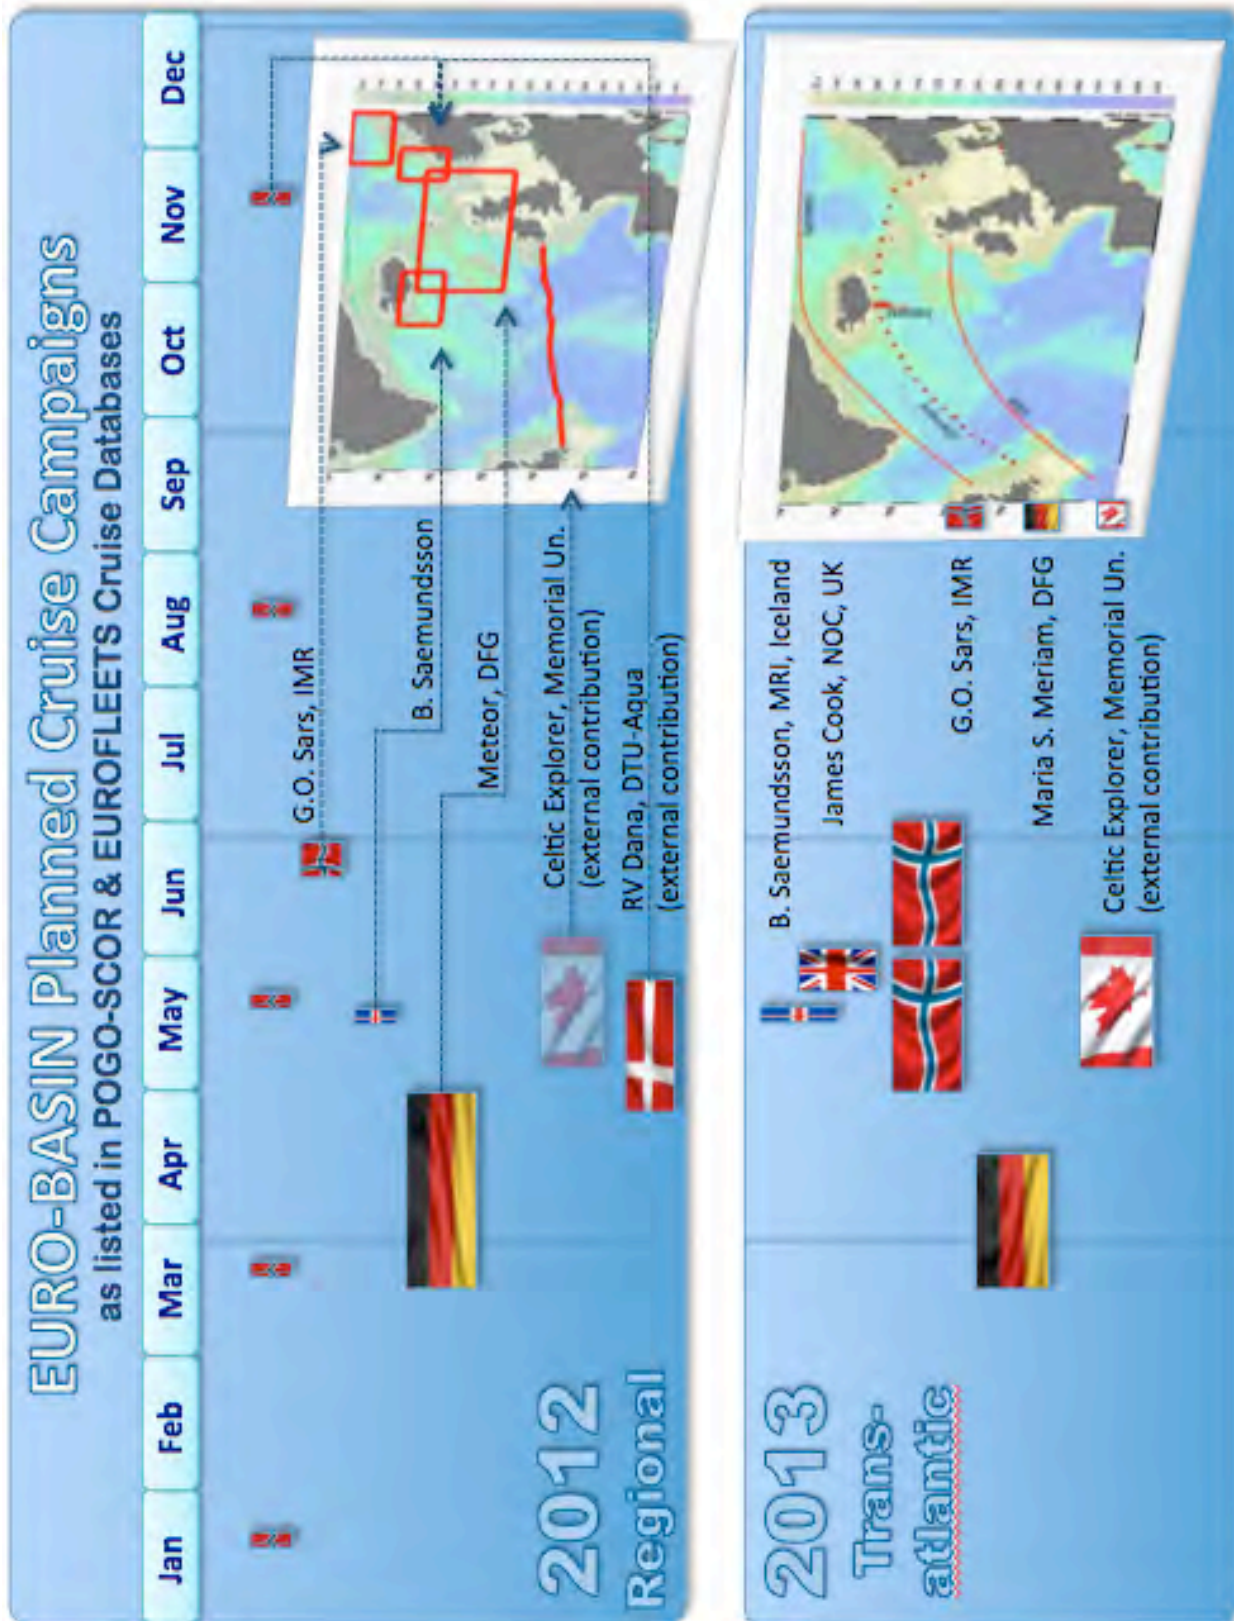 EURO-BASIN Planned Cruise Campaigns
as listed in POGO-SCOR & EUROFLEETS Cruise Databases
Jan Feb Mar Apr May Jun Jul Aug Sep Oct Nov Dec
G.O. Sars, IMR
B. Saemundsson
Meteor, DFG
Celtic Explorer, Memorial Un.
(external contribution)
RV Dana, DTU-Aqua
(external contribution)
2012
Regional
B. Saemundsson, MRI, Iceland
James Cook, NOC, UK
G.O. Sars, IMR
Maria S. Meriam, DFG
Celtic Explorer, Memorial Un.
(external contribution)
2013
Trans-
atlantic